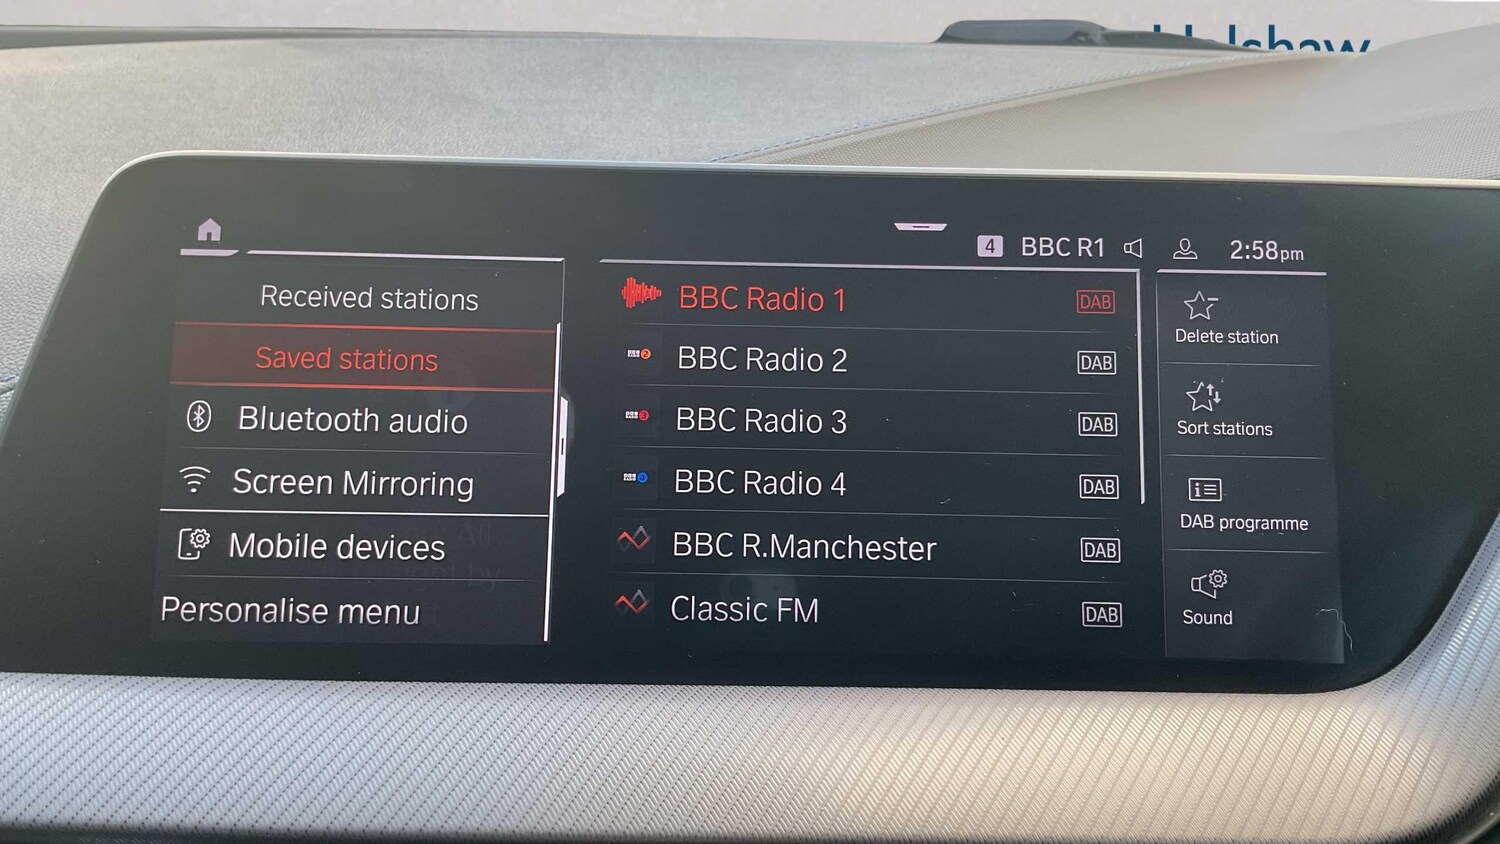 4 BBC R1 2:58pm
Received stations
Saved stations
Bluetooth audio
Screen Mirroring
Mobile devices
Personalise menu
BBC Radio 1 DAB
BBC Radio 2 DAB
BBC Radio 3 DAB
BBC Radio 4 DAB
BBC R.Manchester DAB
Classic FM DAB
Delete station
Sort stations
DAB programme
Sound